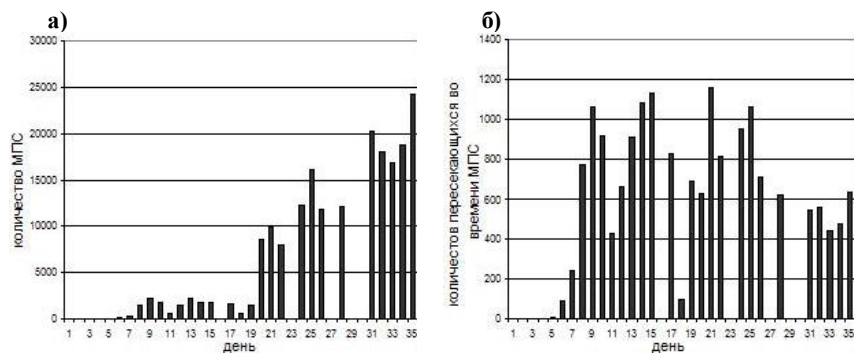 а)
30000
25000
20000
15000
10000
5000
0
количество МПС
1 3 5 7 9 11 13 15 17 19 21 23 25 27 29 31 33 35
день
б)
1400
1200
1000
800
600
400
200
0
количестов пересекающихся во
времени МПС
1 3 5 7 9 11 13 15 17 19 21 23 25 27 29 31 33 35
день